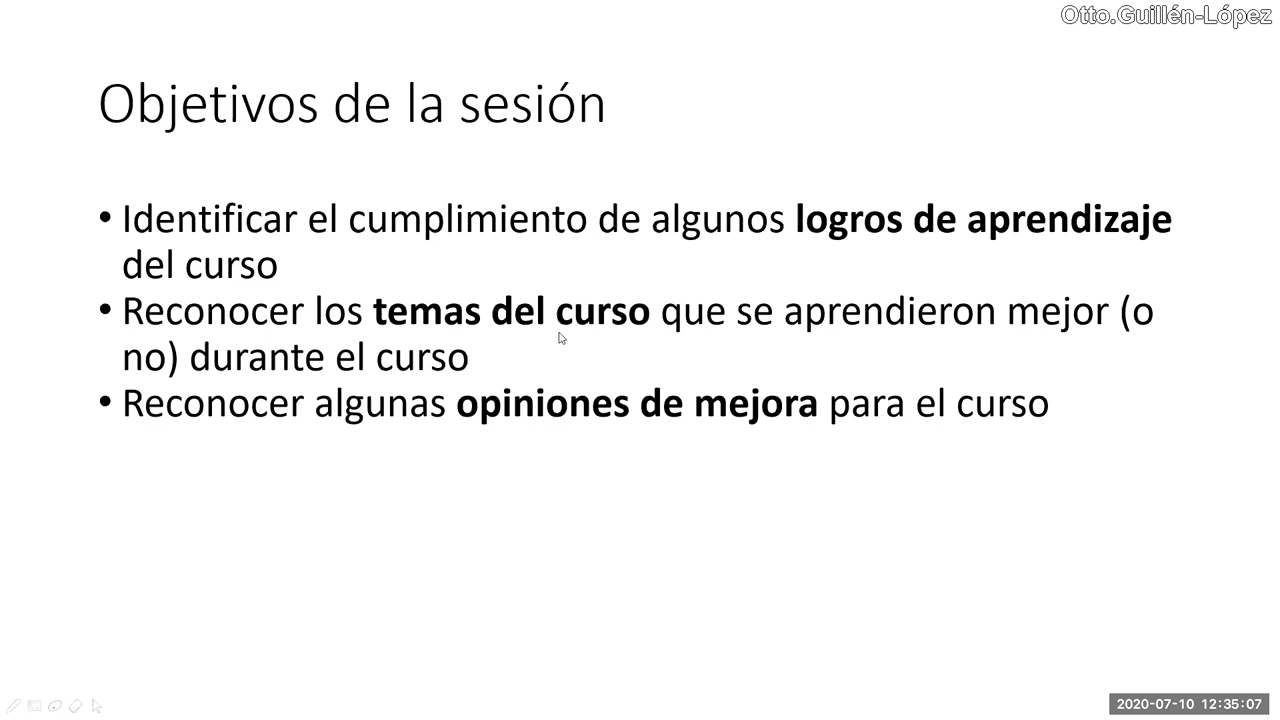 Otto.Guillén-López
Objetivos de la sesión
• Identificar el cumplimiento de algunos logros de aprendizaje
del curso
• Reconocer los temas del curso que se aprendieron mejor (o
no) durante el curso
• Reconocer algunas opiniones de mejora para el curso
2020-07-10 12:35:07